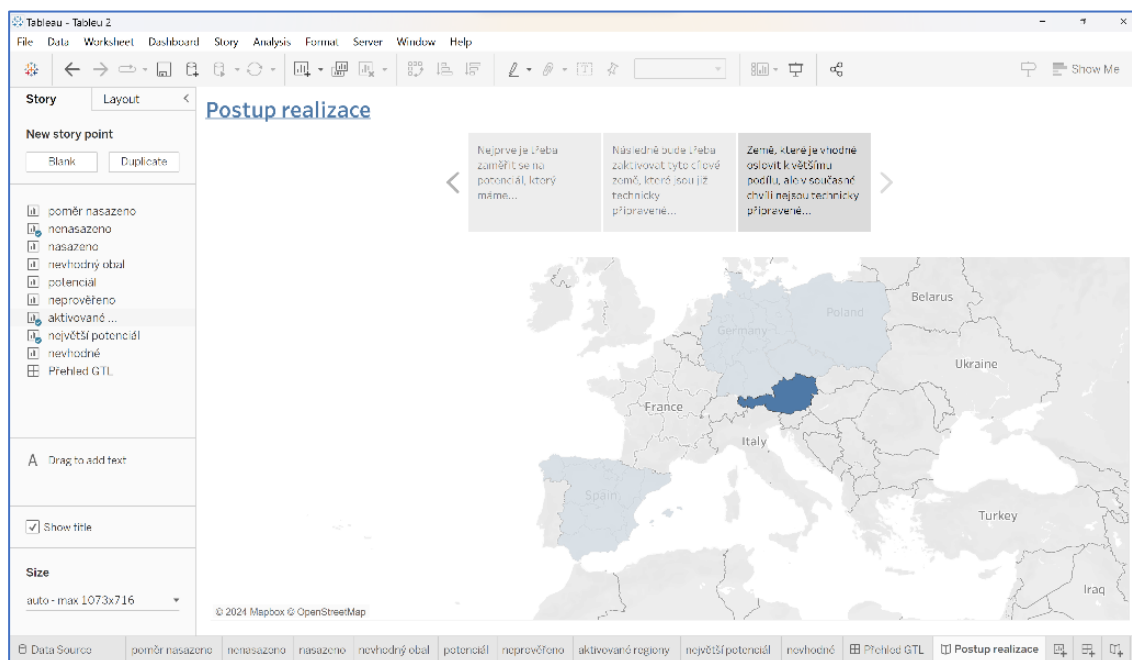 Tableau - Tableu 2
File Data Worksheet Dashboard Story Analysis Format Server Window Help
Show Me
Story Layout
New story point
Blank Duplicate
poměr nasazeno
nenasazeno
nasazeno
nevhodný obal
potenciál
neprověřeno
aktivované ...
největší potenciál
nevhodné
Přehled GTL
A Drag to add text
Show title
Size
auto - max 1073x716
Postup realizace
Nejprve je třeba
zaměřit se na
potenciál, který
máme...
Následně bude třeba
zaktivovat tyto cílové
země, které jsou již
technicky
připravené...
Země, které je vhodné
oslovit k většímu
podílu, ale v současné
chvíli nejsou technicky
připravené...
Belarus
Poland
Germany
Ukraine
France
Italy
Spain
Turkey
Iraq
© 2024 Mapbox © OpenStreetMap
Data Source poměr nasazeno nenasazeno nasazeno nevhodný obal potenciál neprověřeno aktivované regiony největší potenciál nevhodné Přehled GTL Postup realizace